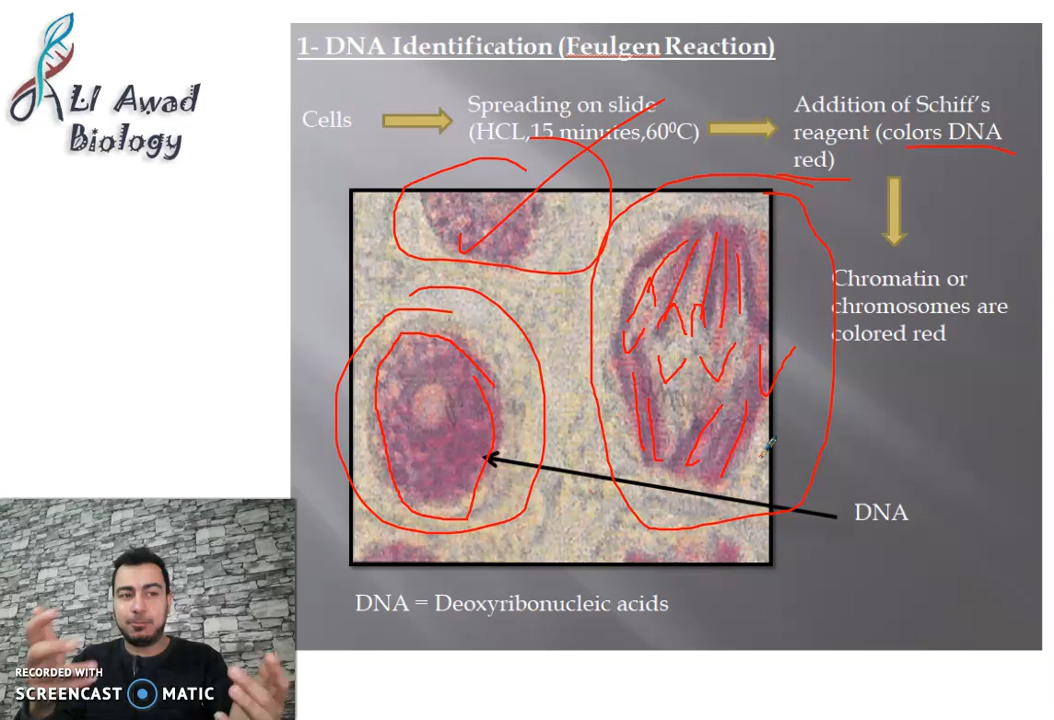 ALI Awad
Biology
1- DNA Identification (Feulgen Reaction)
Cells
Spreading on slide
(HCL,15 minutes,60⁰C)
Addition of Schiff's
reagent (colors DNA
red)
Chromatin or
chromosomes are
colored red
DNA
DNA = Deoxyribonucleic acids
RECORDED WITH
SCREENCAST MATIC